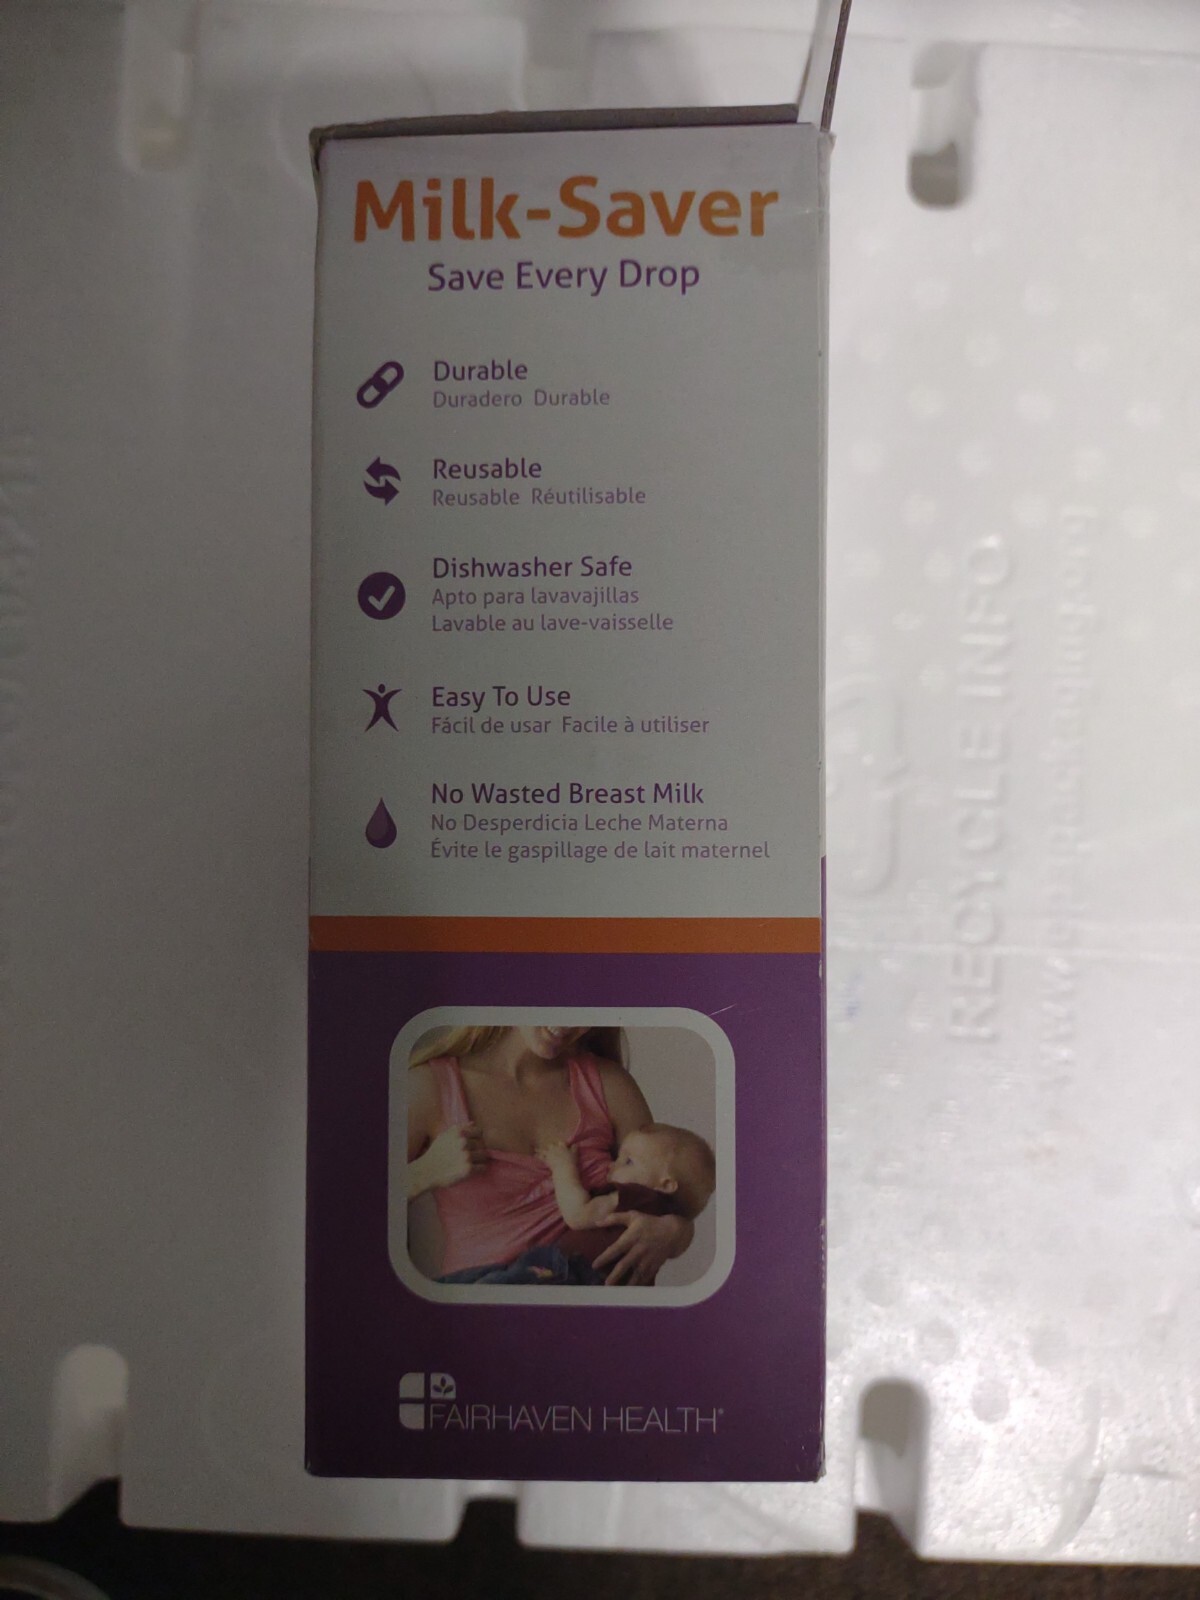 Milk-Saver
Save Every Drop
Durable
Duradero Durable
Reusable
Reusable Réutilisable
Dishwasher Safe
Apto para lavavajillas
Lavable au lave-vaisselle
Easy To Use
Fácil de usar Facile à utiliser
No Wasted Breast Milk
No Desperdicia Leche Materna
Évite le gaspillage de lait maternel
FAIRHAVEN HEALTH®
RECYCLE INFO